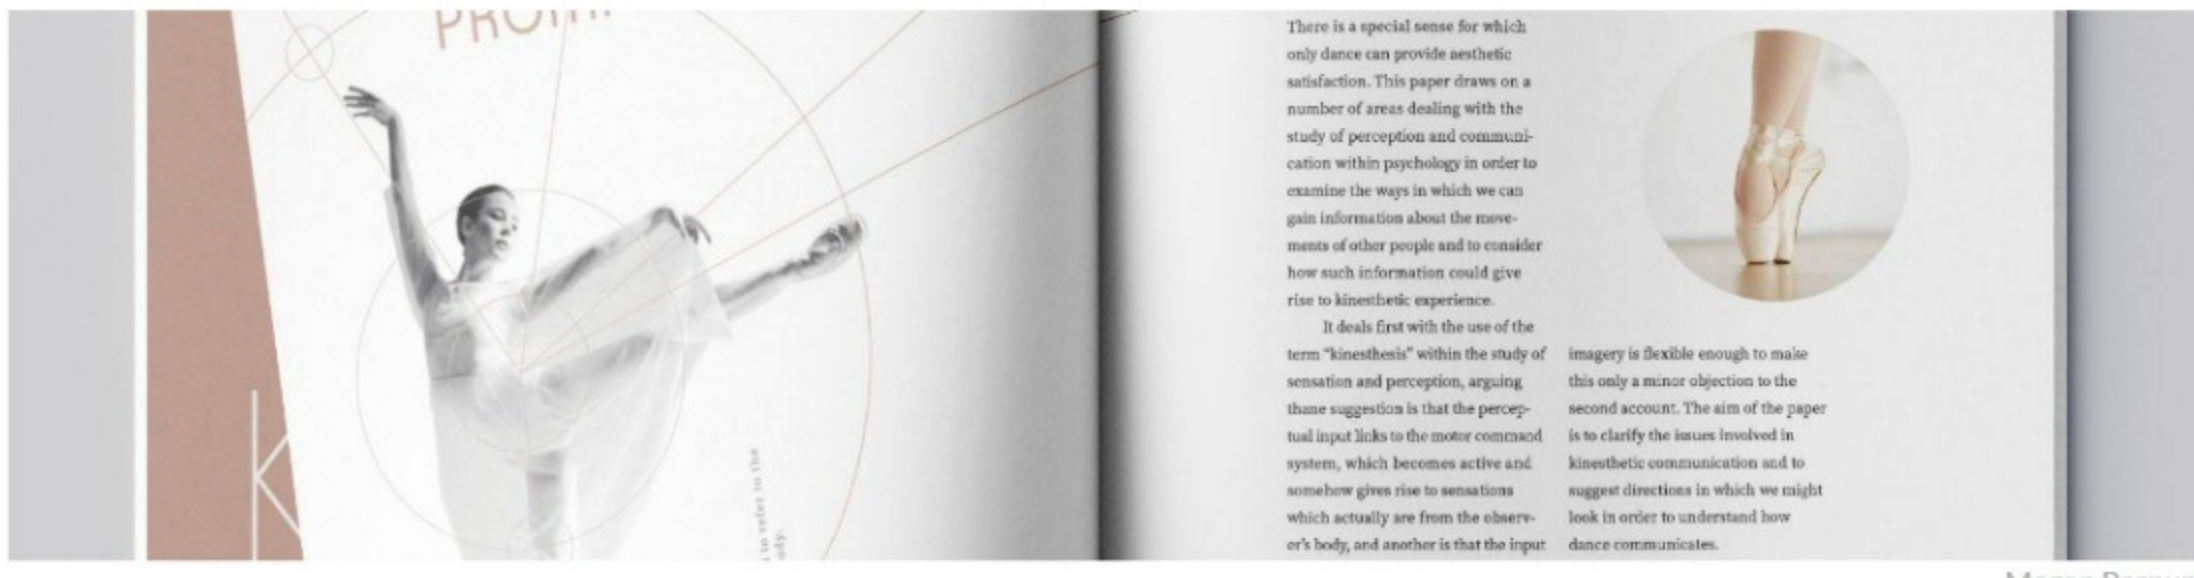 There is a special sense for which
only dance can provide aesthetic
satisfaction. This paper draws on a
number of areas dealing with the
study of perception and communi-
cation within psychology in order to
examine the ways in which we can
gain information about the move-
ments of other people and to consider
how such information could give
rise to kinesthetic experience.
It deals first with the use of the
term “kinesthesis” within the study of
sensation and perception, arguing
thane suggestion is that the percep-
tual input links to the motor command
system, which becomes active and
somehow gives rise to sensations
which actually are from the observ-
er’s body, and another is that the input
imagery is flexible enough to make
this only a minor objection to the
second account. The aim of the paper
is to clarify the issues involved in
kinesthetic communication and to
suggest directions in which we might
look in order to understand how
dance communicates.
K
to refer to the